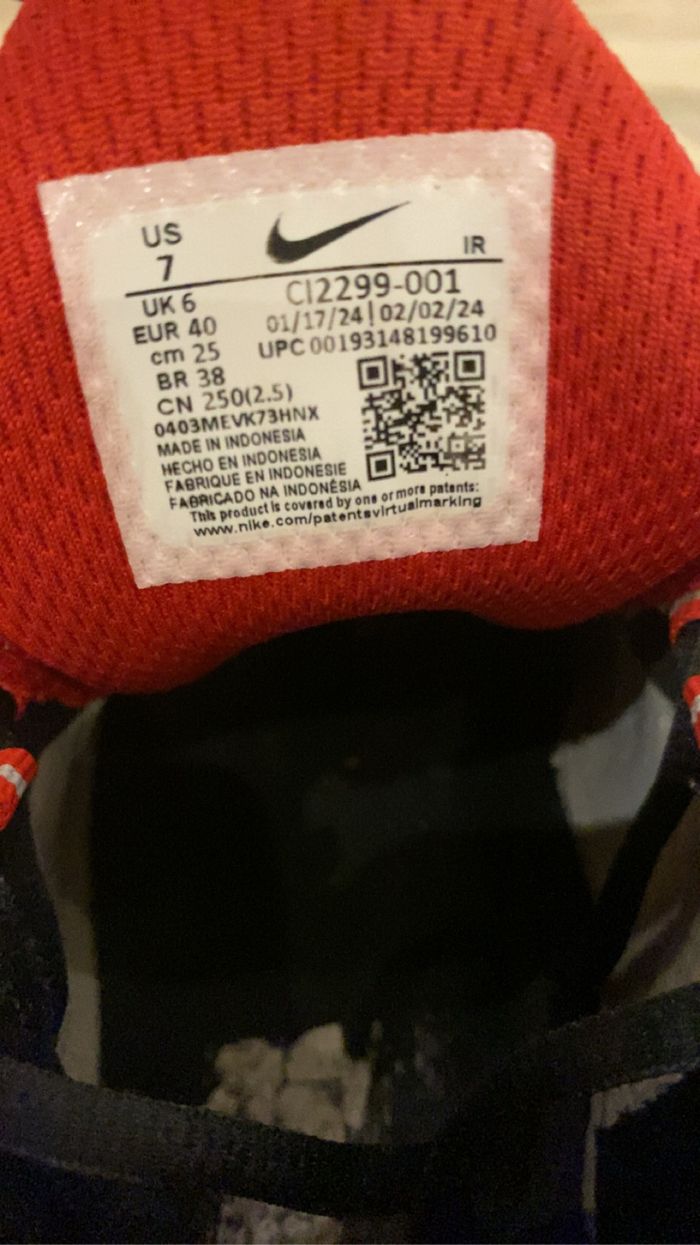 US
7
IR
UK 6
CI2299-001
EUR 40
01/17/24 | 02/02/24
cm 25
UPC 00193148199610
BR 38
CN 250(2.5)
0403MEVK73HNX
MADE IN INDONESIA
HECHO EN INDONESIA
FABRIQUE EN INDONESIE
FABRICADO NA INDONÉSIA
This product is covered by one or more patents:
www.nike.com/patentsvirtualmarking